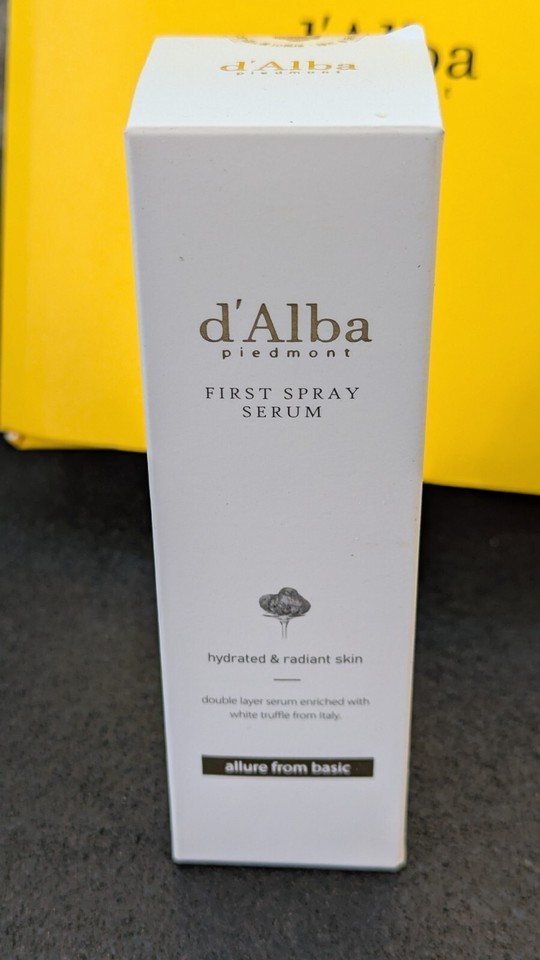 d'Alba
piedmont
d'Alba
piedmont
FIRST SPRAY
SERUM
hydrated & radiant skin
double layer serum enriched with
white truffle from Italy.
allure from basic